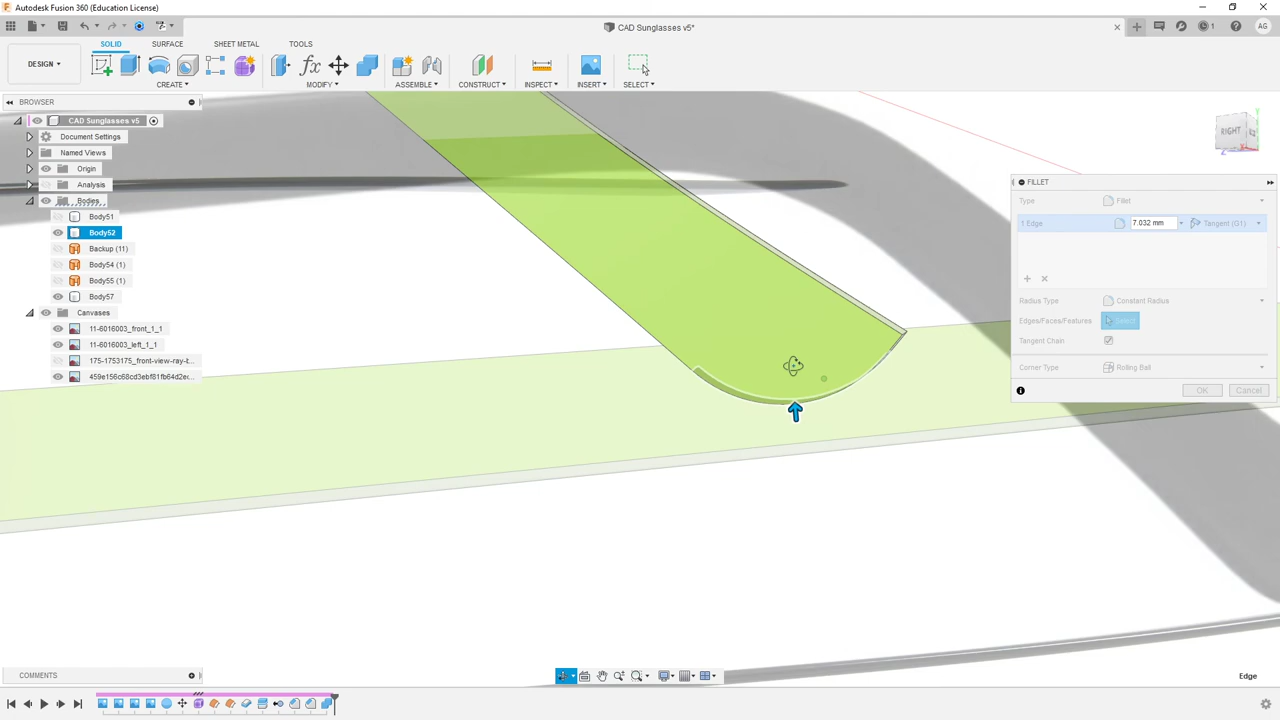 Autodesk Fusion 360 (Education License)
CAD Sunglasses v5*
1
AG
SOLID
SURFACE
SHEET METAL
TOOLS
DESIGN
CREATE
MODIFY
ASSEMBLE
CONSTRUCT
INSPECT
INSERT
SELECT
BROWSER
CAD Sunglasses v5
Document Settings
Named Views
Origin
Analysis
Bodies
Body51
Body52
Backup (11)
Body54 (1)
Body55 (1)
Body57
Canvases
11-6016003_front_1_1
11-6016003_left_1_1
175-1753175_front-view-ray-t...
459e156c68cd3ebf81fb64d2ec...
RIGHT
FILLET
Type
Fillet
1 Edge
7.032 mm
Tangent (G1)
Radius Type
Constant Radius
Edges/Faces/Features
Select
Tangent Chain
Corner Type
Rolling Ball
OK
Cancel
COMMENTS
Edge